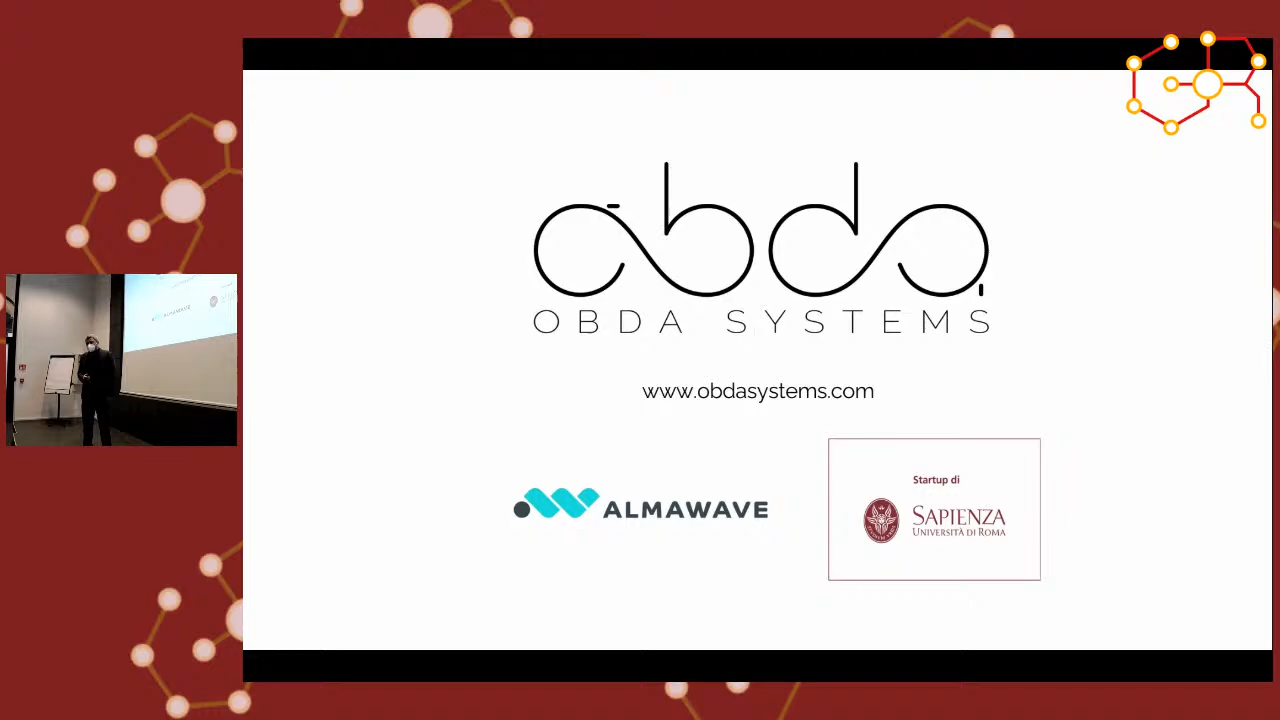 obda
OBDA SYSTEMS
www.obdasystems.com
ALMAWAVE
Startup di
SAPIENZA
UNIVERSITÀ DI ROMA